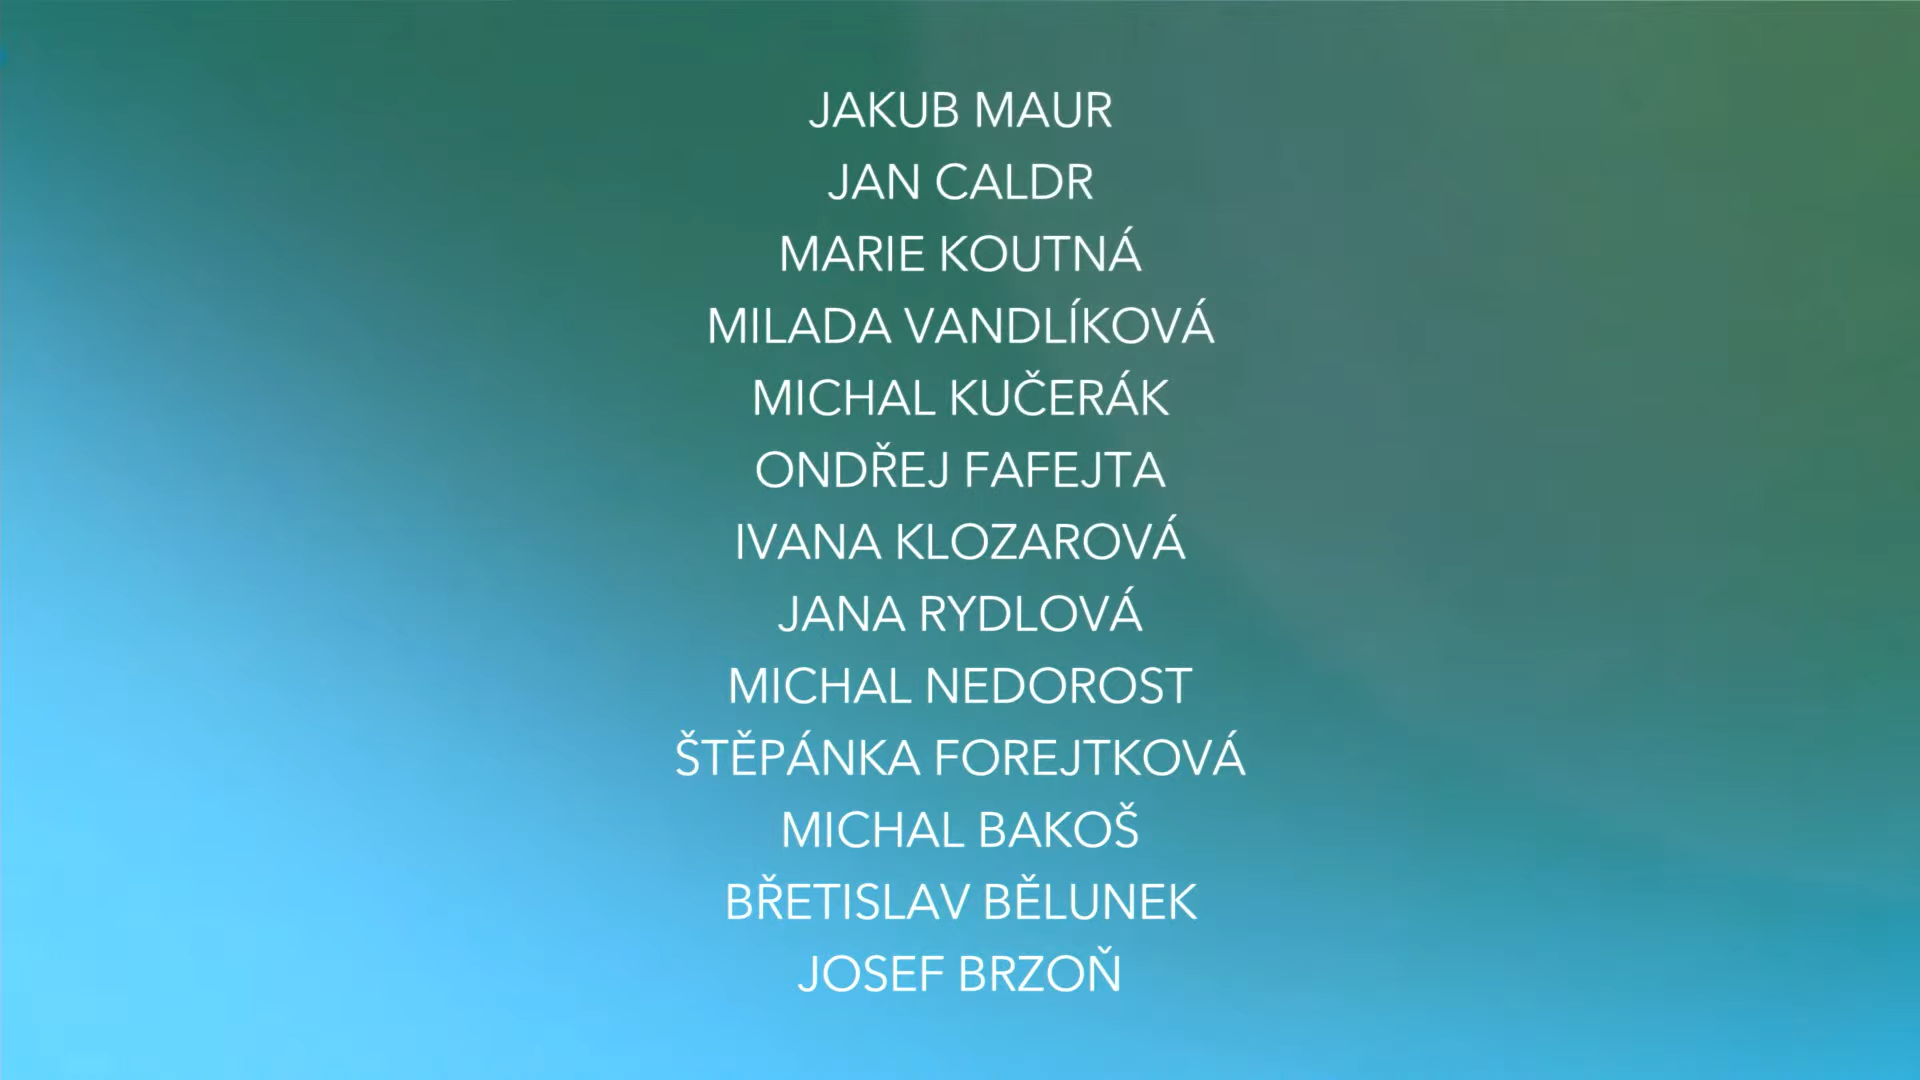 JAKUB MAUR
JAN CALDR
MARIE KOUTNÁ
MILADA VANDLÍKOVÁ
MICHAL KUČERÁK
ONDŘEJ FAFEJTA
IVANA KLOZAROVÁ
JANA RYDLOVÁ
MICHAL NEDOROST
ŠTĚPÁNKA FOREJTKOVÁ
MICHAL BAKOŠ
BŘETISLAV BĚLUNEK
JOSEF BRZOŇ